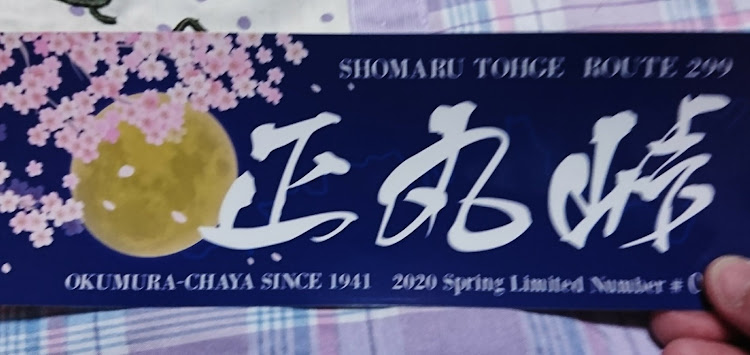 SHOMARU TOHGE ROUTE 299
正丸峠
OKUMURA-CHAYA SINCE 1941 2020 Spring Limited Number #